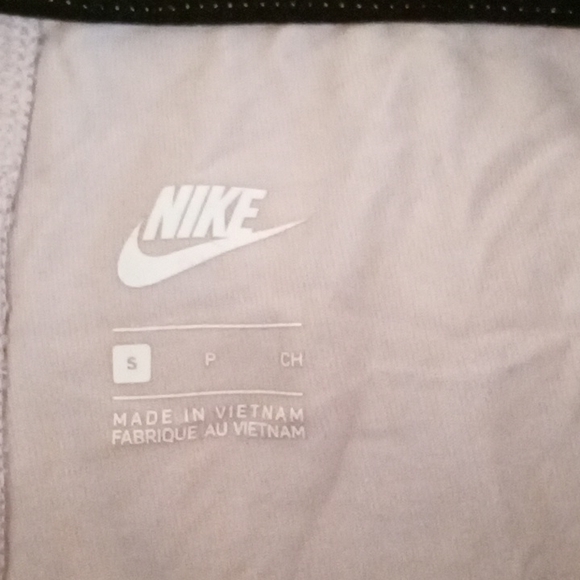 NIKE
S P CH
MADE IN VIETNAM
FABRIQUE AU VIETNAM